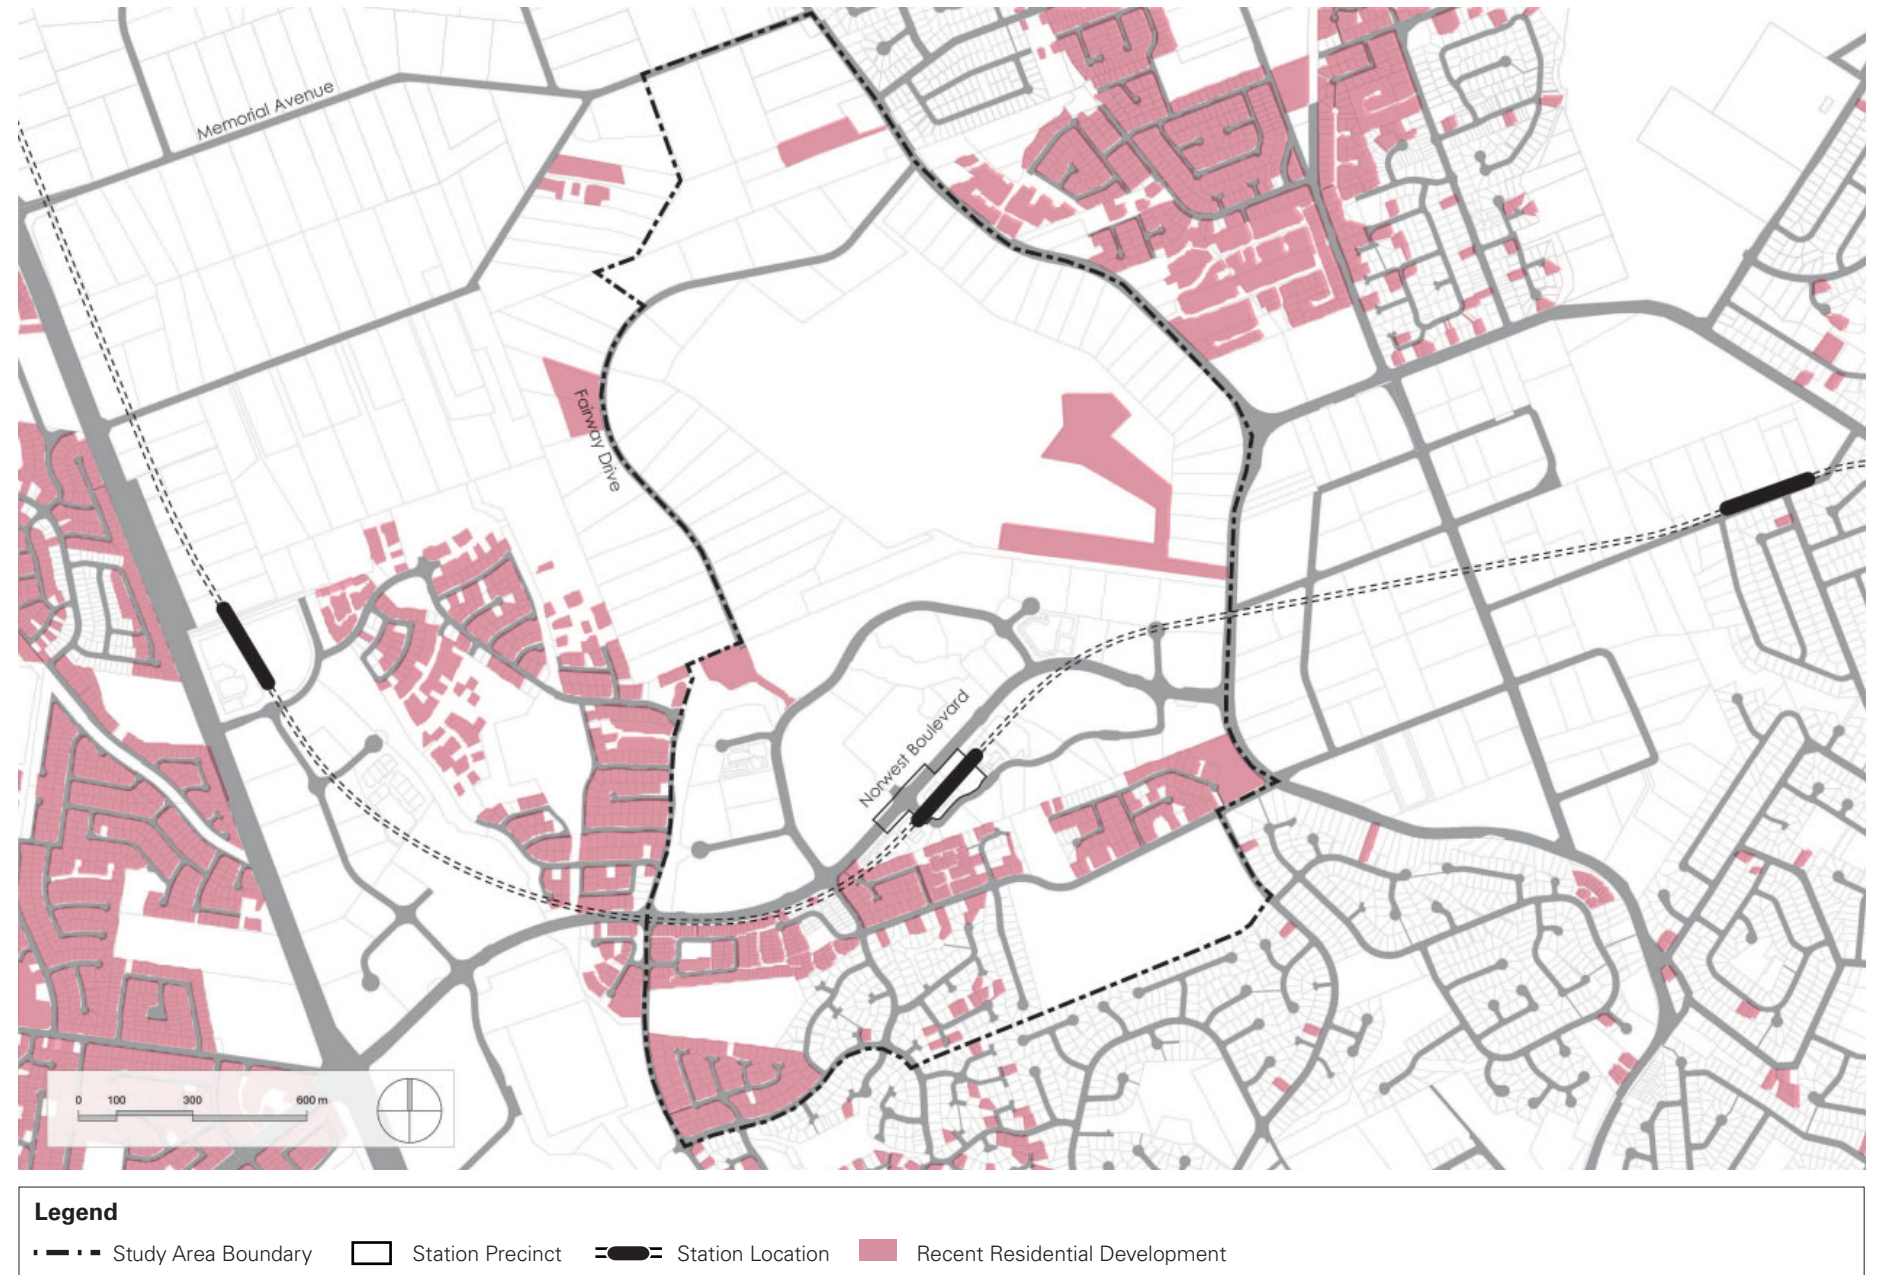 Memorial Avenue
Fairway Drive
Norwest Boulevard
0 100 300 600 m
Legend
Study Area Boundary Station Precinct Station Location Recent Residential Development